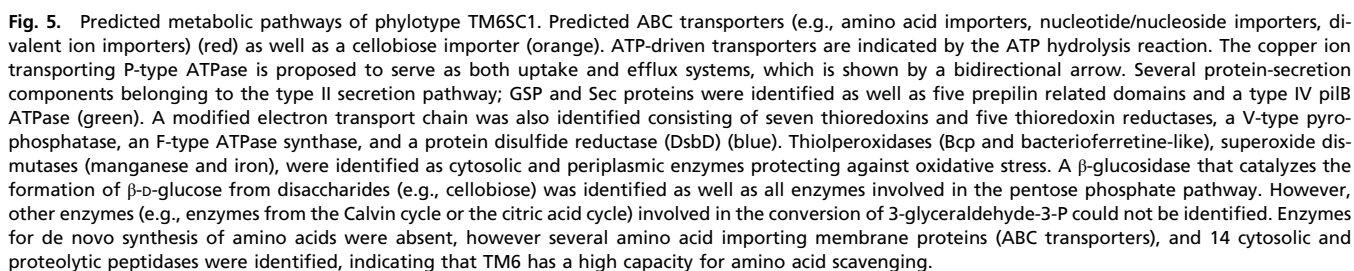 Fig. 5. Predicted metabolic pathways of phylotype TM6SC1. Predicted ABC transporters (e.g., amino acid importers, nucleotide/nucleoside importers, di-
valent ion importers) (red) as well as a cellobiose importer (orange). ATP-driven transporters are indicated by the ATP hydrolysis reaction. The copper ion
transporting P-type ATPase is proposed to serve as both uptake and efflux systems, which is shown by a bidirectional arrow. Several protein-secretion
components belonging to the type II secretion pathway; GSP and Sec proteins were identified as well as five prepilin related domains and a type IV pilB
ATPase (green). A modified electron transport chain was also identified consisting of seven thioredoxins and five thioredoxin reductases, a V-type pyro-
phosphatase, an F-type ATPase synthase, and a protein disulfide reductase (DsbD) (blue). Thiolperoxidases (Bcp and bacterioferretine-like), superoxide dis-
mutases (manganese and iron), were identified as cytosolic and periplasmic enzymes protecting against oxidative stress. A β-glucosidase that catalyzes the
formation of β-D-glucose from disaccharides (e.g., cellobiose) was identified as well as all enzymes involved in the pentose phosphate pathway. However,
other enzymes (e.g., enzymes from the Calvin cycle or the citric acid cycle) involved in the conversion of 3-glyceraldehyde-3-P could not be identified. Enzymes
for de novo synthesis of amino acids were absent, however several amino acid importing membrane proteins (ABC transporters), and 14 cytosolic and
proteolytic peptidases were identified, indicating that TM6 has a high capacity for amino acid scavenging.